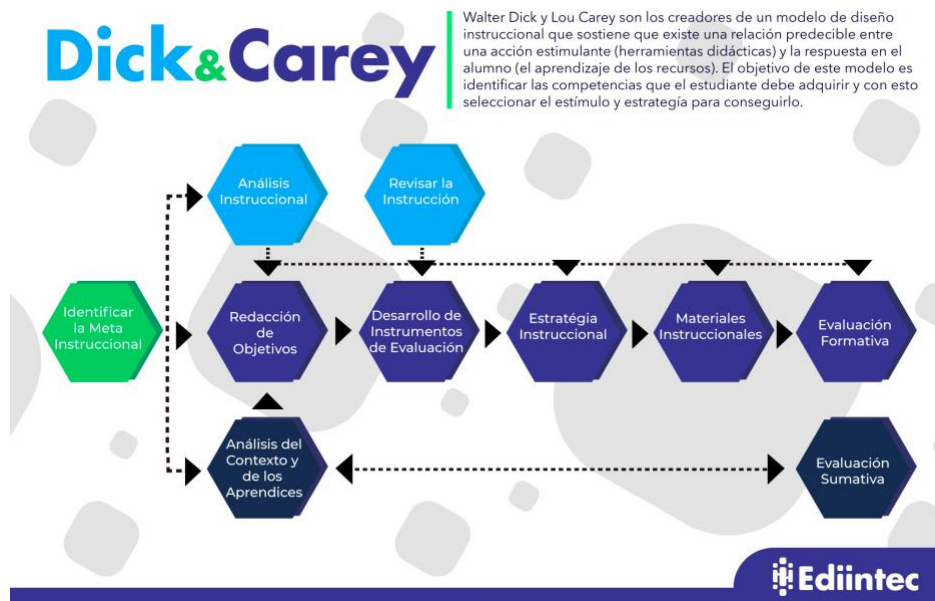 Dick&Carey
Walter Dick y Lou Carey son los creadores de un modelo de diseño
instruccional que sostiene que existe una relación predecible entre
una acción estimulante (herramientas didácticas) y la respuesta en el
alumno (el aprendizaje de los recursos). El objetivo de este modelo es
identificar las competencias que el estudiante debe adquirir y con esto
seleccionar el estímulo y estrategía para conseguirlo.
Análisis
Instruccional
Revisar la
Instrucción
Identificar
la Meta
Instruccional
Redacción
de
Objetivos
Desarrollo de
Instrumentos
de Evaluación
Estratégia
Instruccional
Materiales
Instruccionales
Evaluación
Formativa
Análisis del
Contexto y
de los
Aprendices
Evaluación
Sumativa
Ediintec